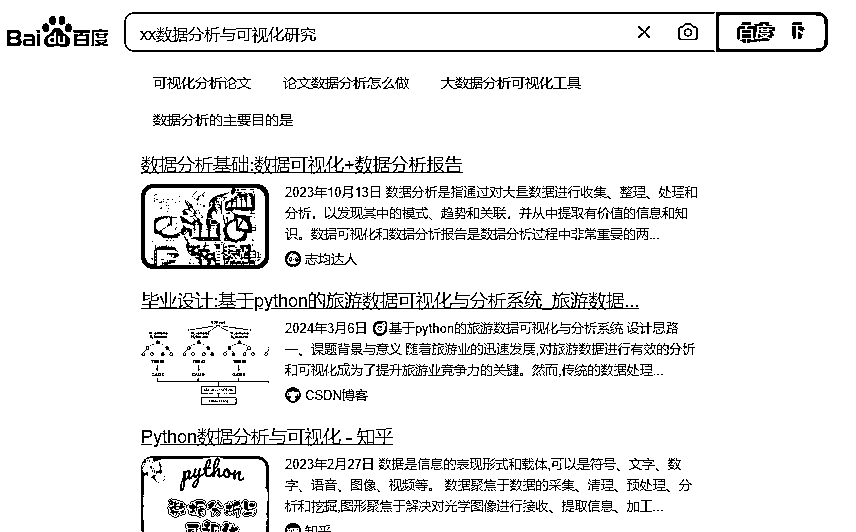 Bai du 百度
xx数据分析与可视化研究
百度一下
可视化分析论文 论文数据分析怎么做 大数据分析可视化工具
数据分析的主要目的是
数据分析基础:数据可视化+数据分析报告
2023年10月13日 数据分析是指通过对大量数据进行收集、整理、处理和
分析，以发现其中的模式、趋势和关联，并从中提取有价值的信息和知
识。数据可视化和数据分析报告是数据分析过程中非常重要的两...
志均达人
毕业设计:基于python的旅游数据可视化与分析系统_旅游数据...
2024年3月6日 基于python的旅游数据可视化与分析系统 设计思路
一、课题背景与意义 随着旅游业的迅速发展,对旅游数据进行有效的分析
和可视化成为了提升旅游业竞争力的关键。然而,传统的数据处理...
CSDN博客
Python数据分析与可视化 - 知乎
python
数据分析与
可视化
2023年2月27日 数据是信息的表现形式和载体,可以是符号、文字、数
字、语音、图像、视频等。 数据聚焦于数据的采集、清理、预处理、分
析和挖掘,图形聚焦于解决对光学图像进行接收、提取信息、加工...
知乎